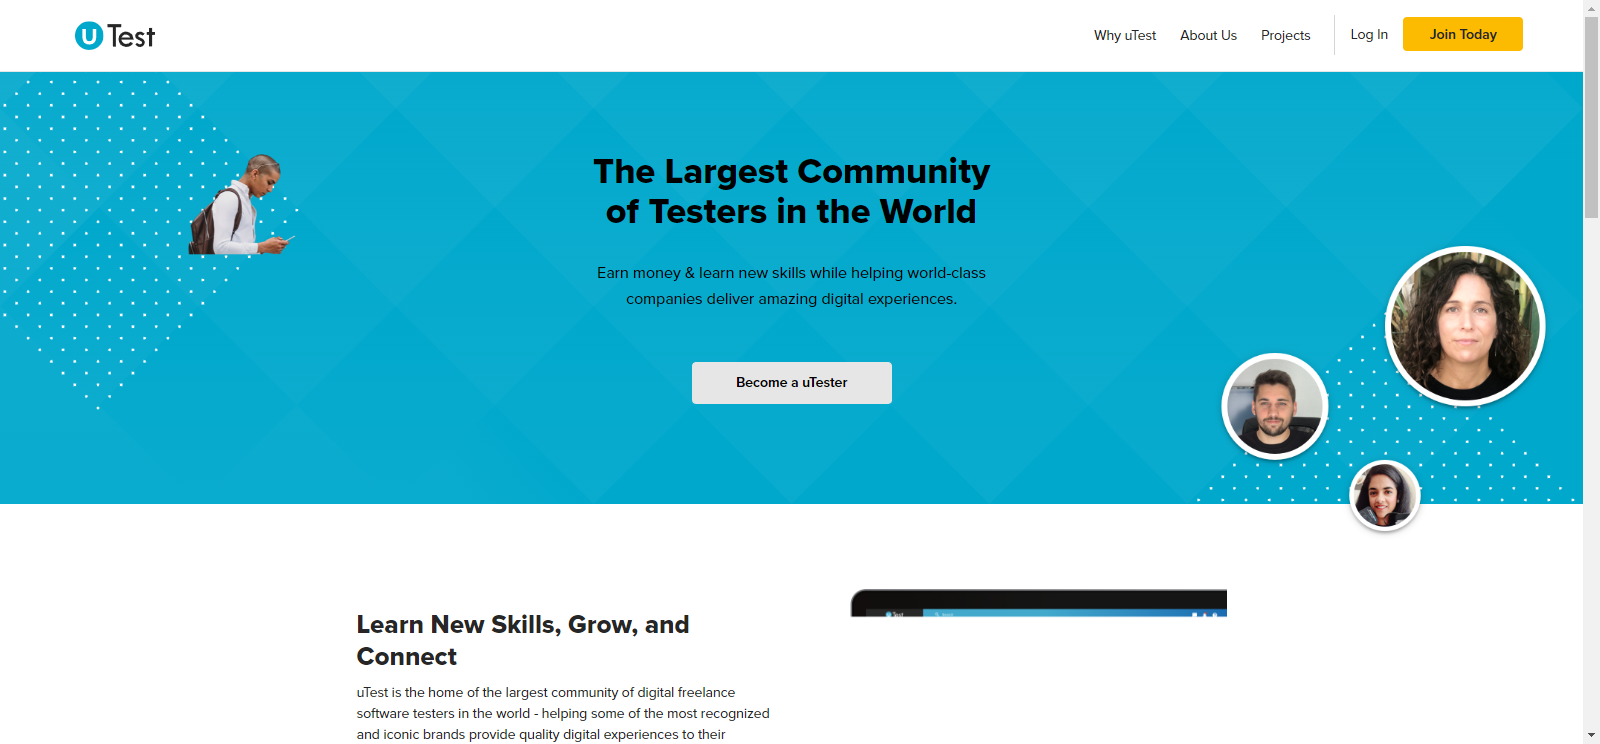 uTest
Why uTest
About Us
Projects
Log In
Join Today
The Largest Community
of Testers in the World
Earn money & learn new skills while helping world-class
companies deliver amazing digital experiences.
Become a uTester
Learn New Skills, Grow, and
Connect
uTest is the home of the largest community of digital freelance
software testers in the world - helping some of the most recognized
and iconic brands provide quality digital experiences to their
uTest